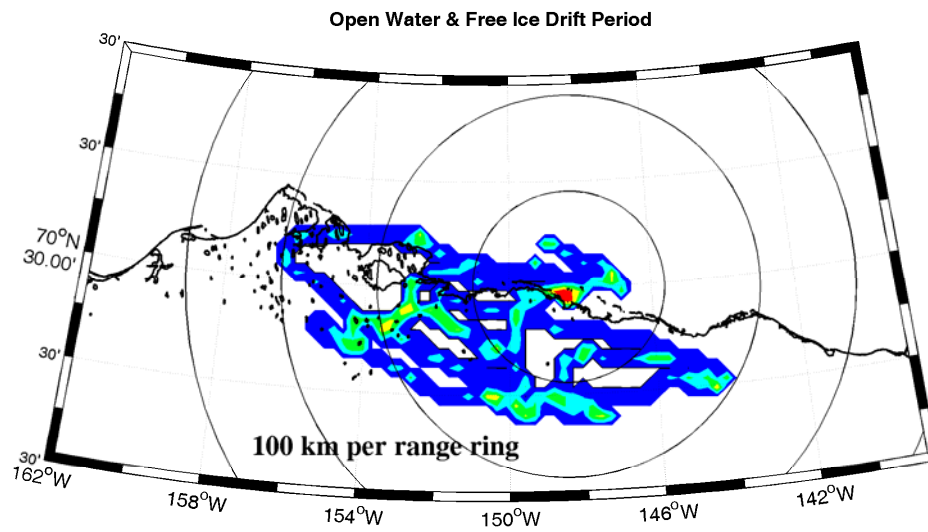 Open Water & Free Ice Drift Period
30'
30'
70°N
30.00'
30'
30'
100 km per range ring
162°W
158°W
154°W
150°W
146°W
142°W